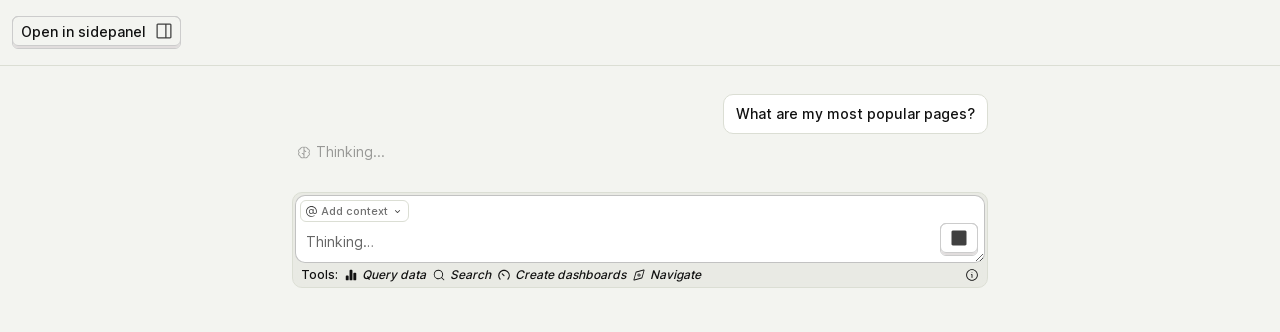 Open in sidepanel
What are my most popular pages?
Thinking...
@ Add context
Thinking...
Tools: Query data Search Create dashboards Navigate